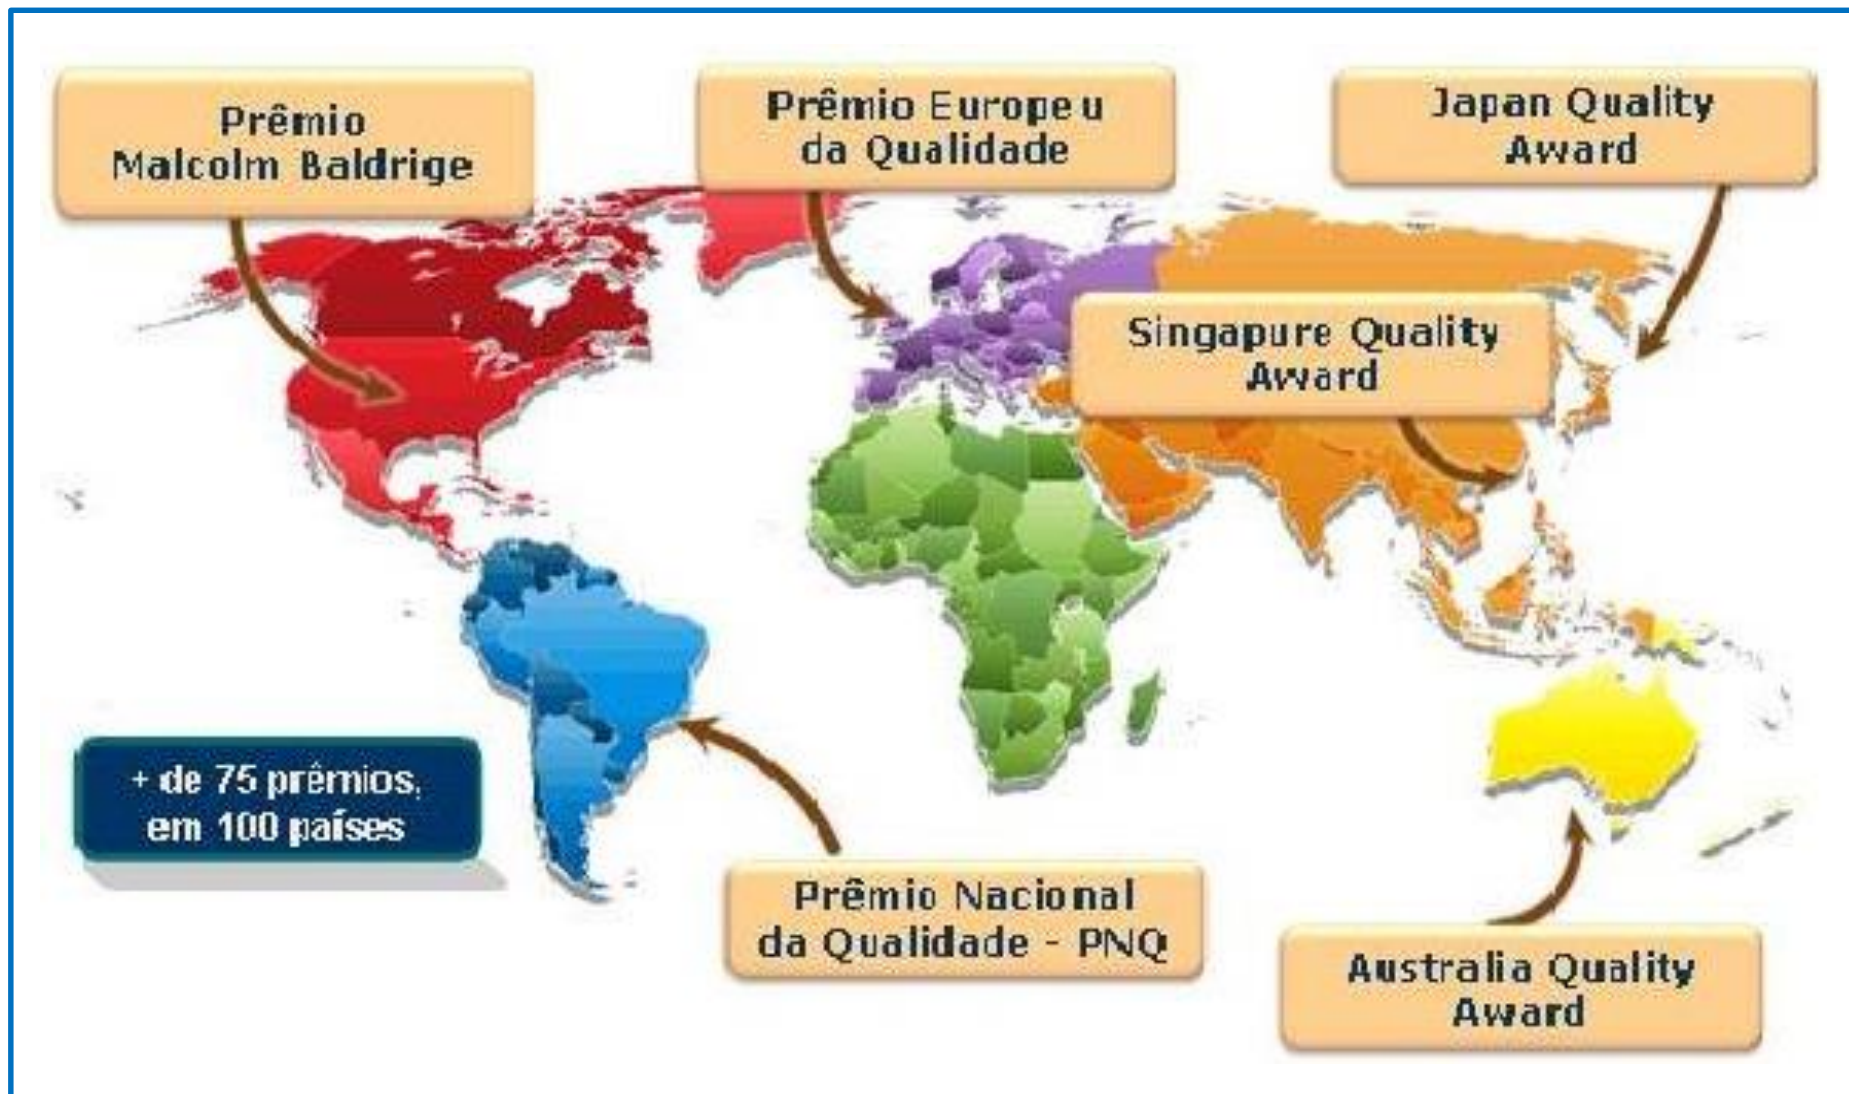 Prêmio
Malcolm Baldrige
Prêmio Europeu
da Qualidade
Japan Quality
Award
Singapure Quality
Award
+ de 75 prêmios,
em 100 países
Prêmio Nacional
da Qualidade - PNQ
Australia Quality
Award